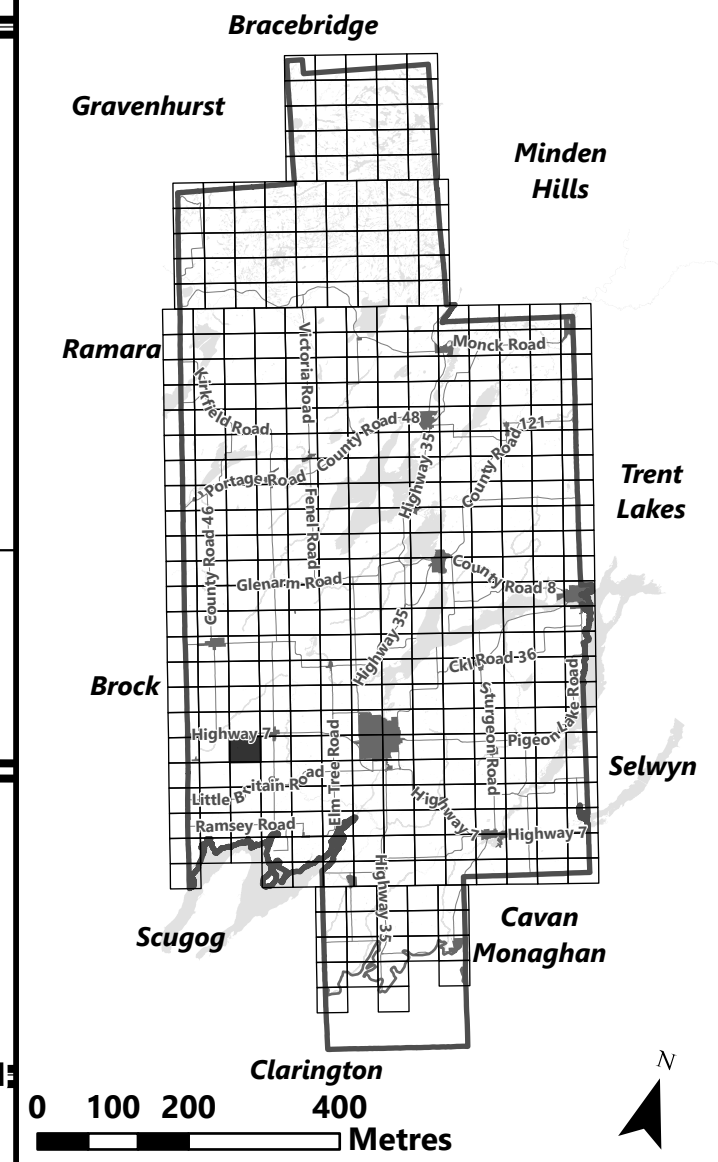 Bracebridge
Gravenhurst
Minden
Hills
Ramara
Monck Road
Victoria Road
Kirkfield Road
County Road 48
121
County Road
Highway 35
Trent
Lakes
Portage Road
Fenel Road
County Road 46
Glenarm Road
County Road 8
Highway 35
Ckl Road 36
Brock
Sturgeon Road
Pigeon Lake Road
Highway 7
Elm Tree Road
Selwyn
Little Britain Road
Highway 7
Ramsey Road
Highway 7
Highway 35
Scugog
Cavan
Monaghan
Clarington
N
0 100 200 400
Metres